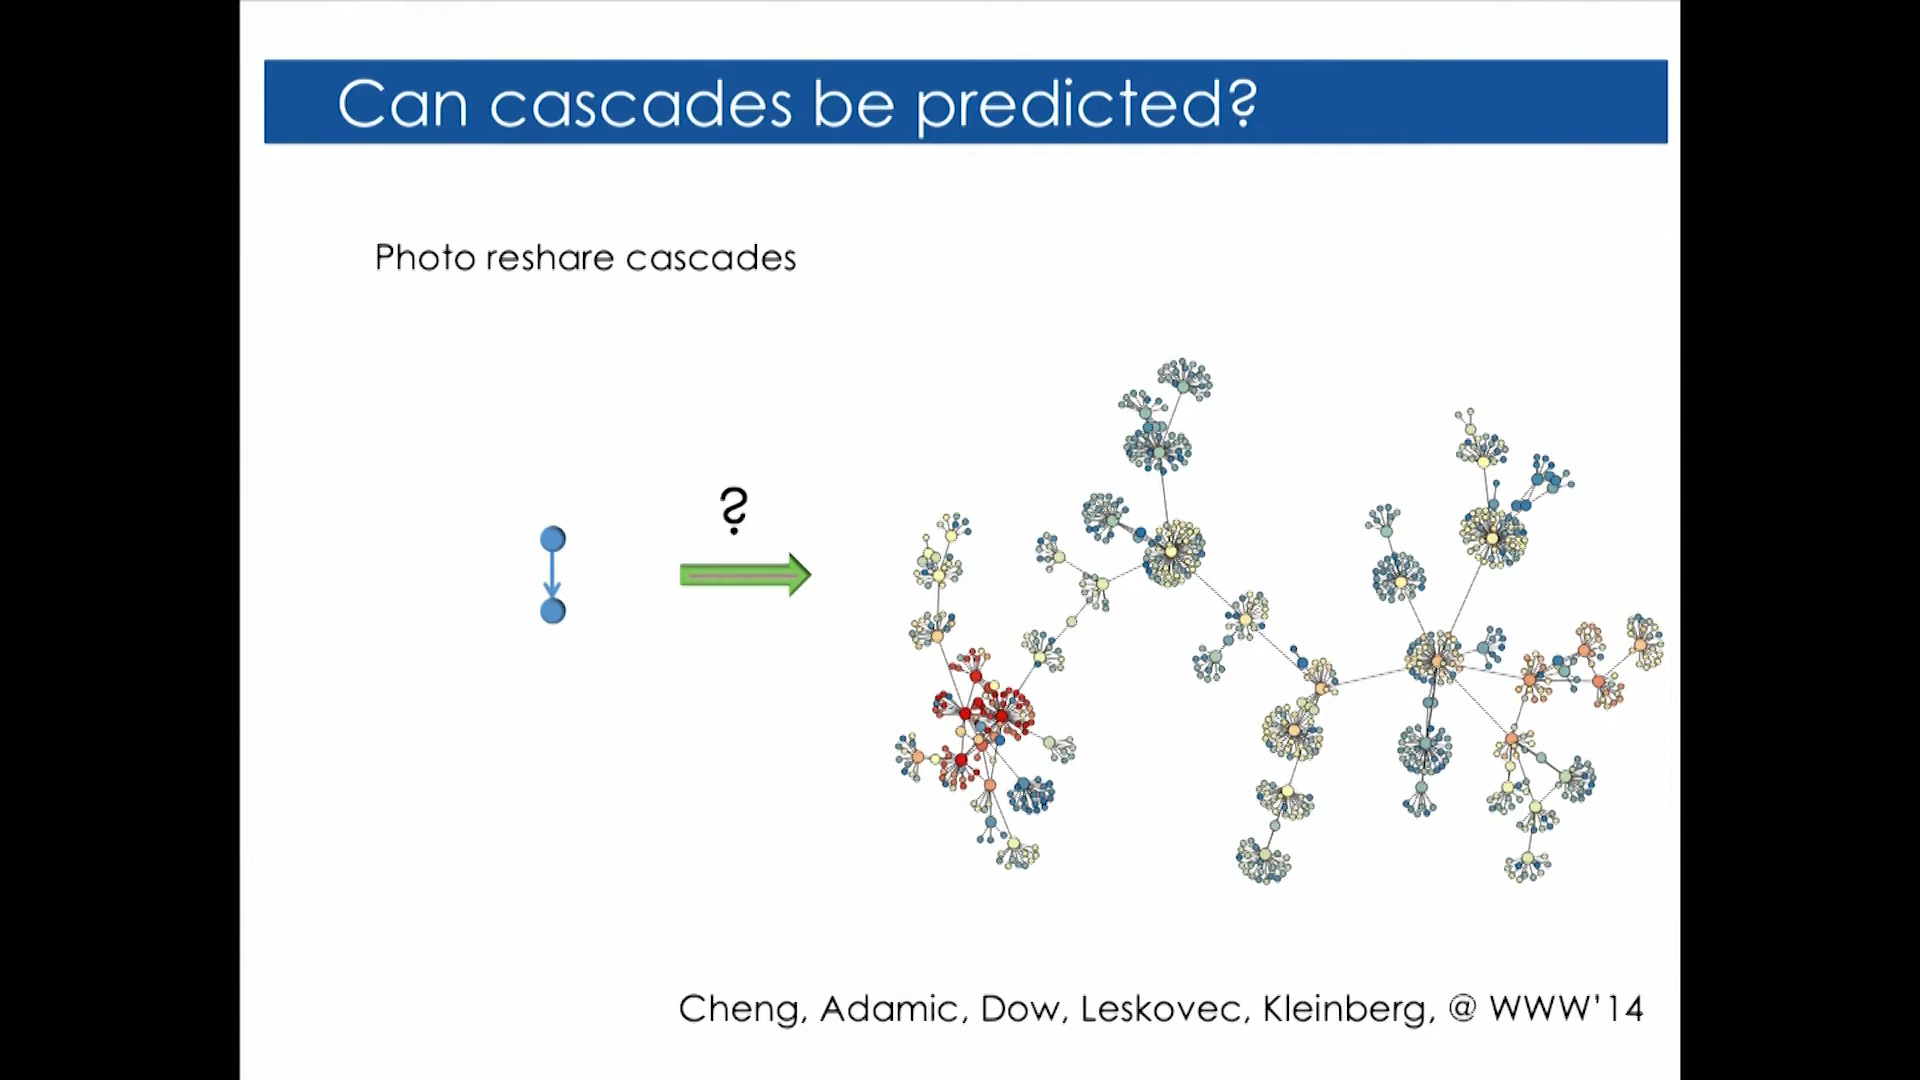 Can cascades be predicted?
Photo reshare cascades
?
Cheng, Adamic, Dow, Leskovec, Kleinberg, @ WWW'14